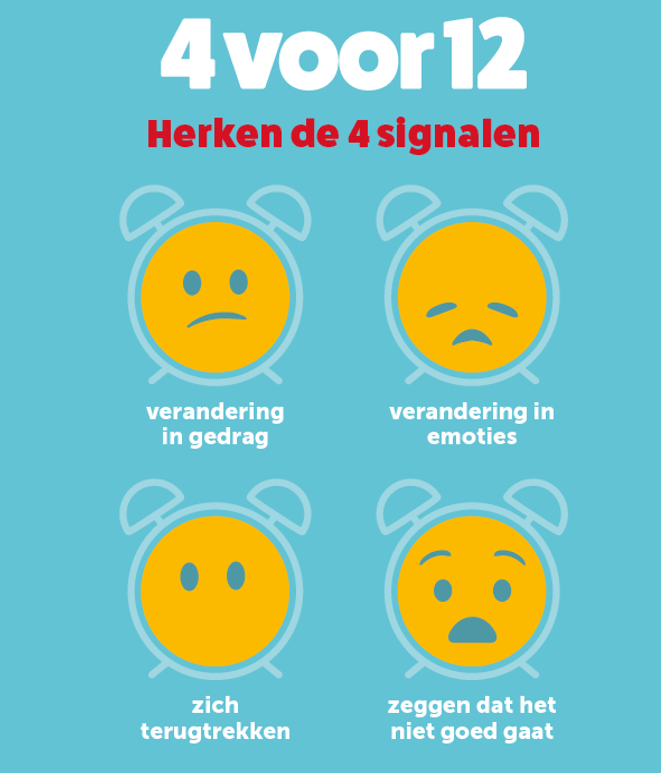 4 voor 12
Herken de 4 signalen
verandering
in gedrag
verandering in
emoties
zich
terugtrekken
zeggen dat het
niet goed gaat